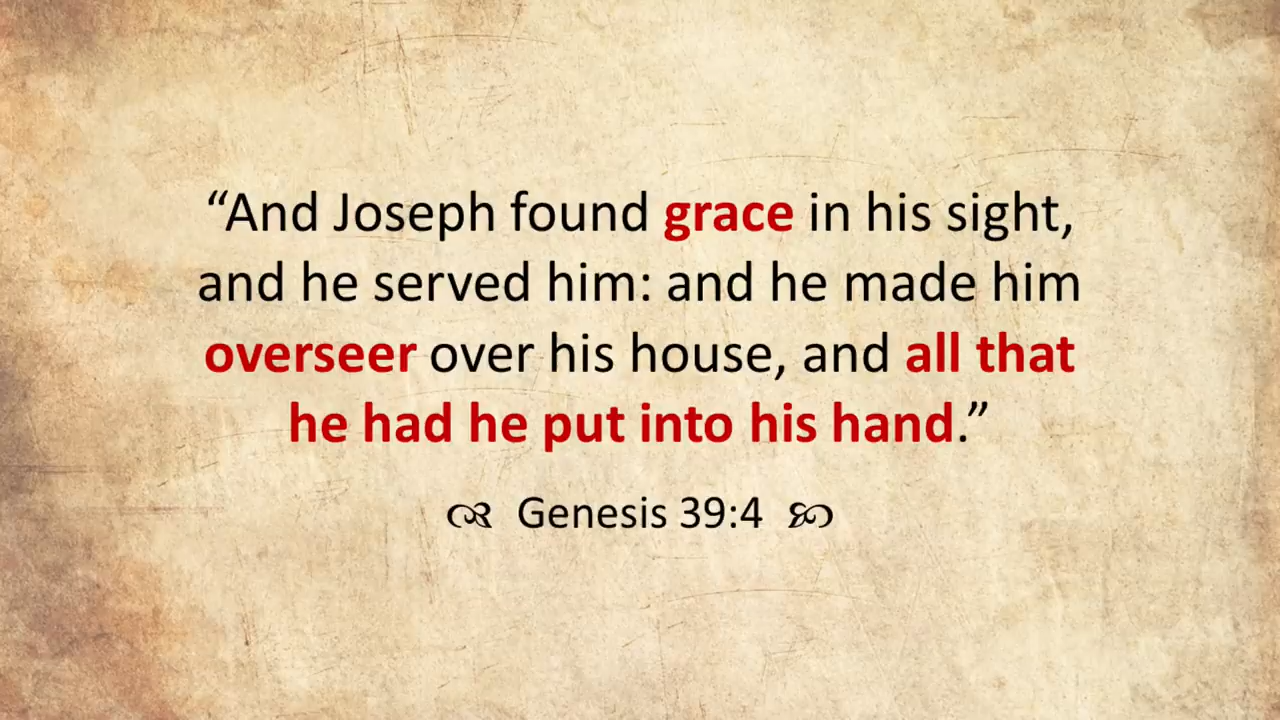 “And Joseph found grace in his sight,
and he served him: and he made him
overseer over his house, and all that
he had he put into his hand.”
Genesis 39:4